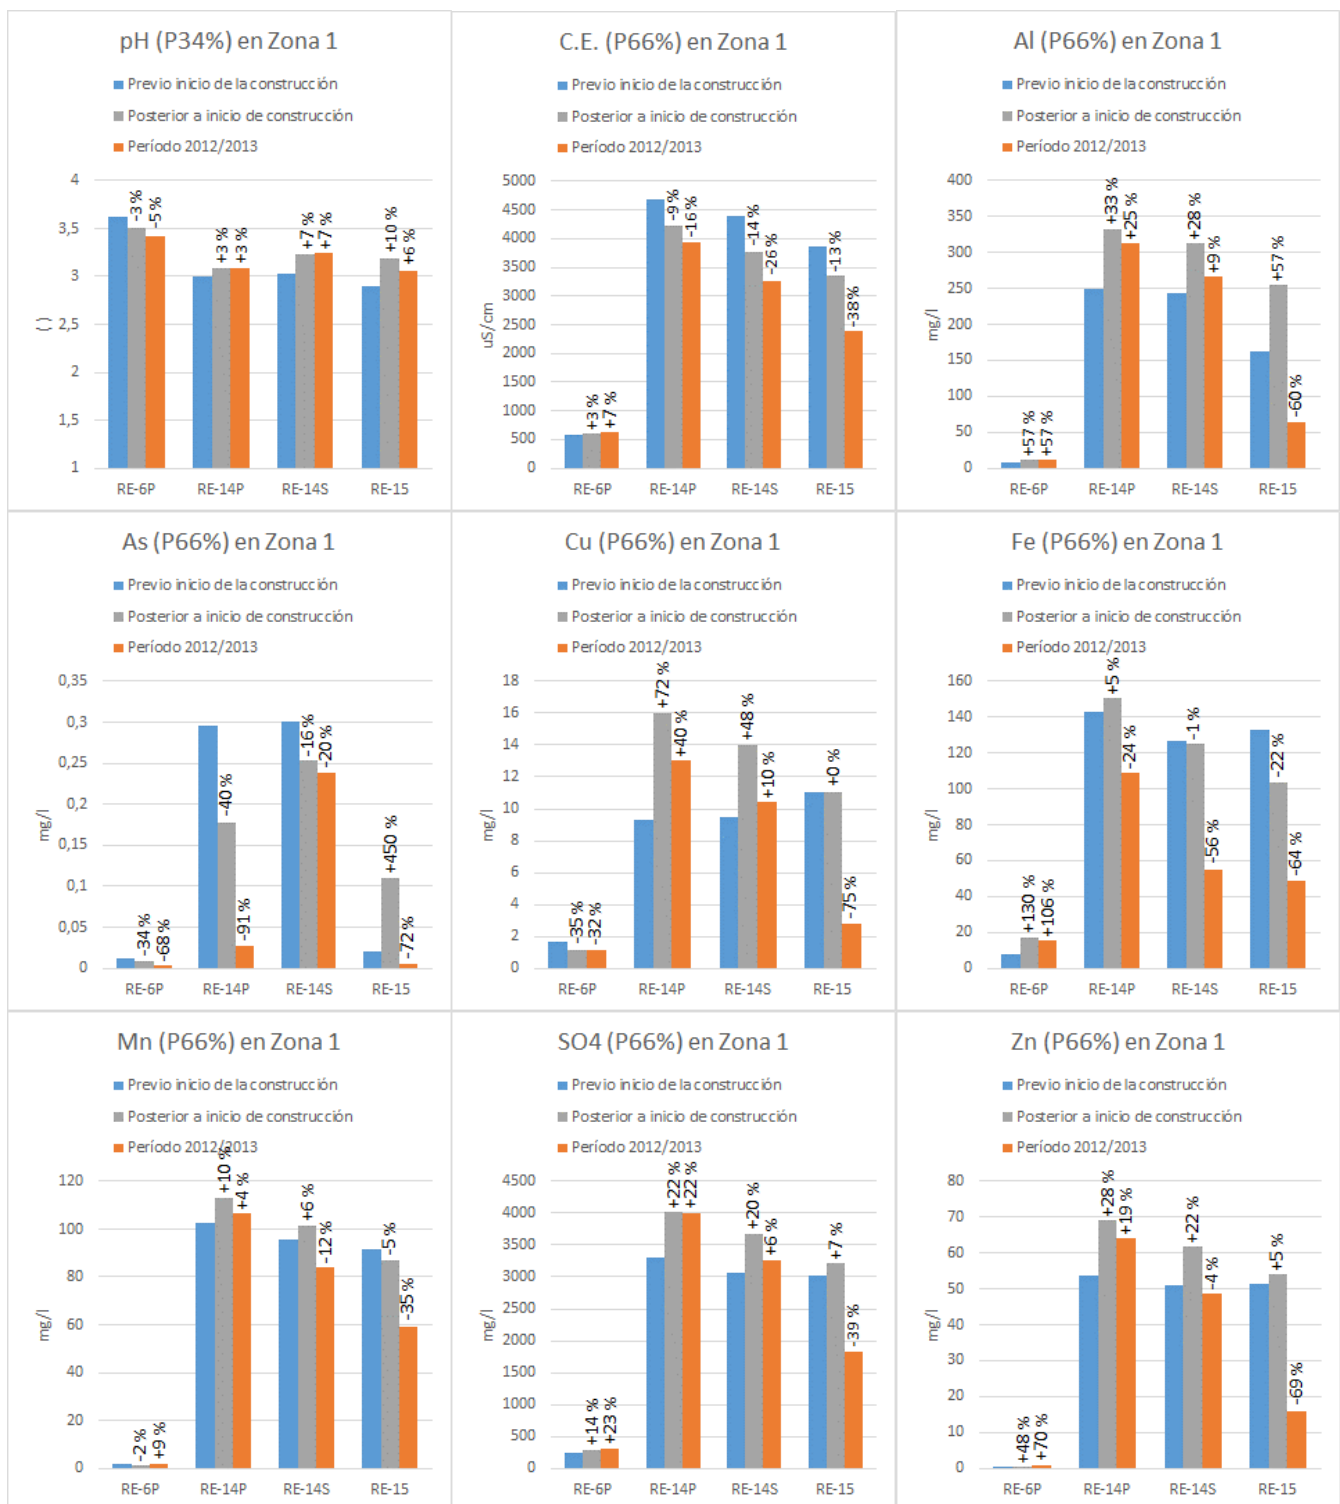 pH (P34%) en Zona 1
Previo inicio de la construcción
Posterior a inicio de construcción
Período 2012/2013
4
3,5
3
2,5
2
1,5
1
( )
-3 %
-5 %
+3 %
+3 %
+7 %
+7 %
+10 %
+6 %
RE-6P RE-14P RE-14S RE-15
C.E. (P66%) en Zona 1
Previo inicio de la construcción
Posterior a inicio de construcción
Período 2012/2013
5000
4500
4000
3500
3000
2500
2000
1500
1000
500
0
uS/cm
+3 %
+7 %
-9 %
-16 %
-14 %
-26 %
-13 %
-38 %
RE-6P RE-14P RE-14S RE-15
Al (P66%) en Zona 1
Previo inicio de la construcción
Posterior a inicio de construcción
Período 2012/2013
400
350
300
250
200
150
100
50
0
mg/l
+57 %
+57 %
+33 %
+25 %
+28 %
+9 %
+57 %
-60 %
RE-6P RE-14P RE-14S RE-15
As (P66%) en Zona 1
Previo inicio de la construcción
Posterior a inicio de construcción
Período 2012/2013
0,35
0,3
0,25
0,2
0,15
0,1
0,05
0
mg/l
-34 %
-68 %
-40 %
-91 %
-16 %
-20 %
+450 %
-72 %
RE-6P RE-14P RE-14S RE-15
Cu (P66%) en Zona 1
Previo inicio de la construcción
Posterior a inicio de construcción
Período 2012/2013
18
16
14
12
10
8
6
4
2
0
mg/l
-35 %
-32 %
+72 %
+40 %
+48 %
+10 %
+0 %
-75 %
RE-6P RE-14P RE-14S RE-15
Fe (P66%) en Zona 1
Previo inicio de la construcción
Posterior a inicio de construcción
Período 2012/2013
160
140
120
100
80
60
40
20
0
mg/l
+130 %
+106 %
+5 %
-24 %
-1 %
-56 %
-22 %
-64 %
RE-6P RE-14P RE-14S RE-15
Mn (P66%) en Zona 1
Previo inicio de la construcción
Posterior a inicio de construcción
Período 2012/2013
120
100
80
60
40
20
0
mg/l
-2 %
+9 %
+10 %
+4 %
+6 %
-12 %
-5 %
-35 %
RE-6P RE-14P RE-14S RE-15
SO4 (P66%) en Zona 1
Previo inicio de la construcción
Posterior a inicio de construcción
Período 2012/2013
4500
4000
3500
3000
2500
2000
1500
1000
500
0
mg/l
+14 %
+23 %
+22 %
+22 %
+20 %
+6 %
+7 %
-39 %
RE-6P RE-14P RE-14S RE-15
Zn (P66%) en Zona 1
Previo inicio de la construcción
Posterior a inicio de construcción
Período 2012/2013
80
70
60
50
40
30
20
10
0
mg/l
+48 %
+70 %
+28 %
+19 %
+22 %
-4 %
+5 %
-69 %
RE-6P RE-14P RE-14S RE-15